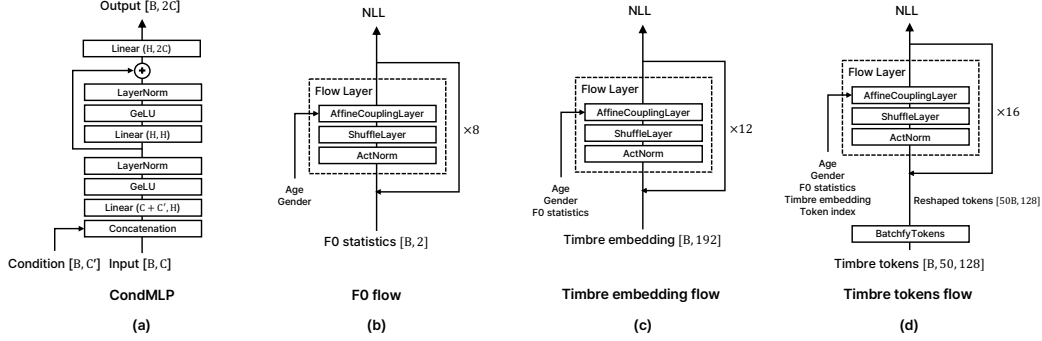 Output [B, 2C]
Linear (H, 2C)
+
LayerNorm
GeLU
Linear (H, H)
LayerNorm
GeLU
Linear (C + C′, H)
Concatenation
Condition [B, C′]
Input [B, C]
CondMLP
(a)
NLL
Flow Layer
AffineCouplingLayer
ShuffleLayer
ActNorm
×8
Age
Gender
F0 statistics [B, 2]
F0 flow
(b)
NLL
Flow Layer
AffineCouplingLayer
ShuffleLayer
ActNorm
×12
Age
Gender
F0 statistics
Timbre embedding [B, 192]
Timbre embedding flow
(c)
NLL
Flow Layer
AffineCouplingLayer
ShuffleLayer
ActNorm
×16
Age
Gender
F0 statistics
Timbre embedding
Token index
Reshaped tokens [50B, 128]
BatchfyTokens
Timbre tokens [B, 50, 128]
Timbre tokens flow
(d)